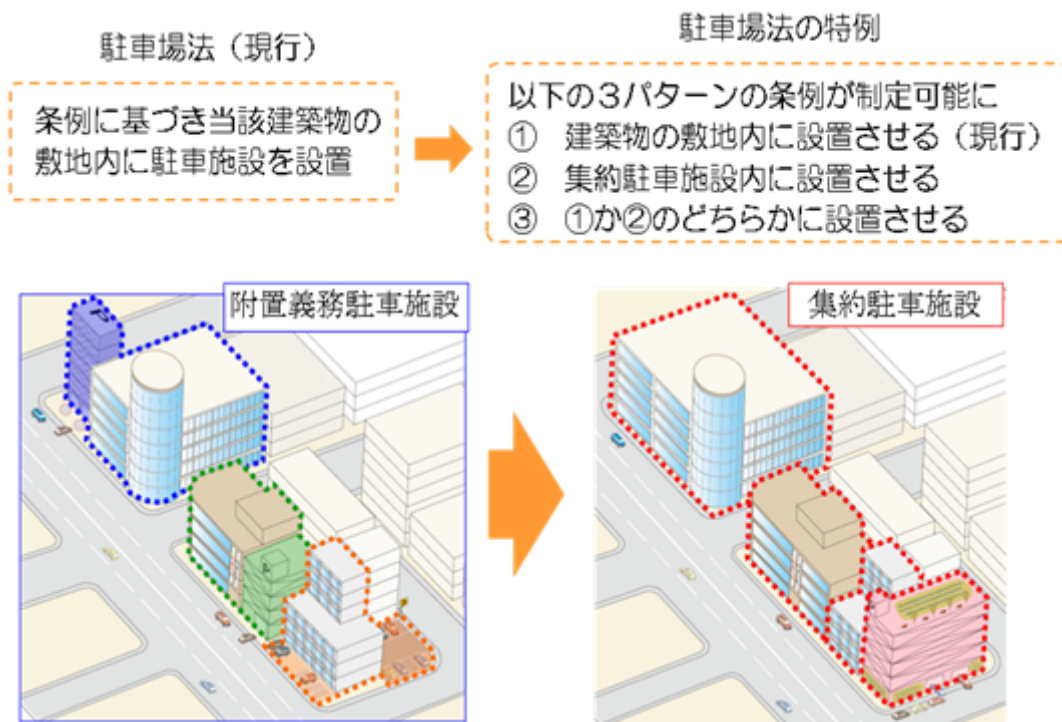 駐車場法（現行）
条例に基づき当該建築物の
敷地内に駐車施設を設置
駐車場法の特例
以下の３パターンの条例が制定可能に
①　建築物の敷地内に設置させる（現行）
②　集約駐車施設内に設置させる
③　①か②のどちらかに設置させる
附置義務駐車施設
集約駐車施設